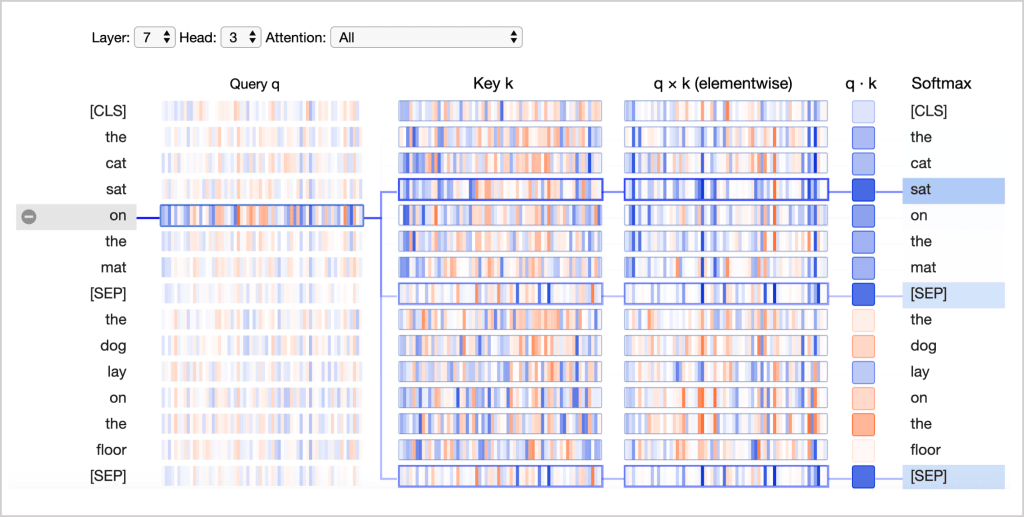 Layer: 7 Head: 3 Attention: All
Query q Key k q × k (elementwise) q · k Softmax
[CLS] [CLS]
the the
cat cat
sat sat
on on
the the
mat mat
[SEP] [SEP]
the the
dog dog
lay lay
on on
the the
floor floor
[SEP] [SEP]